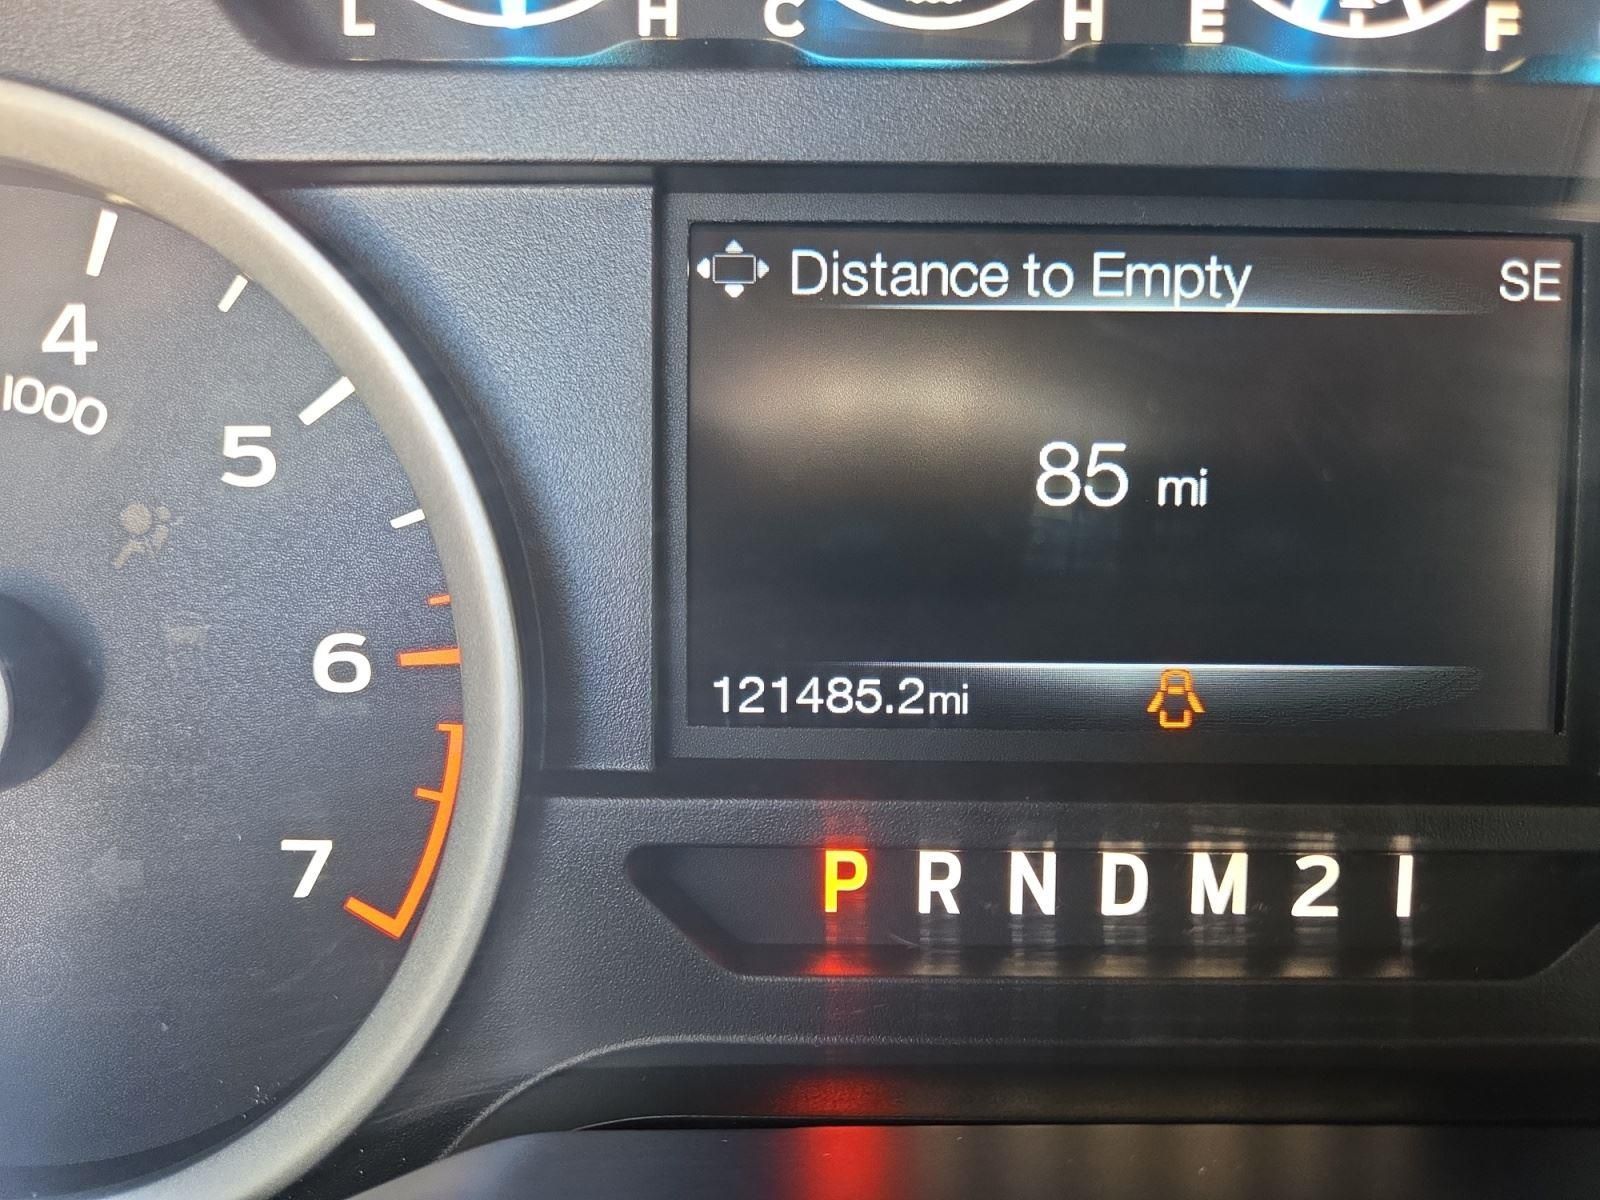 L H C H E F
Distance to Empty SE
4
1000
5
85 mi
6
121485.2mi
7
P R N D M 2 1